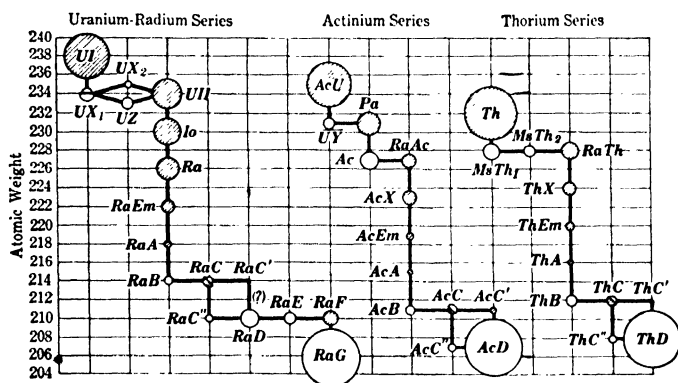 Uranium-Radium Series
Actinium Series
Thorium Series
Atomic Weight
240
238
236
234
232
230
228
226
224
222
220
218
216
214
212
210
208
206
204
UI
UX₂
UX₁
UZ
UII
Io
Ra
RaEm
RaA
RaB
RaC
RaC'
(?)
RaC"
RaD
RaE
RaF
RaG
AcU
UY
Pa
Ac
RaAc
AcX
AcEm
AcA
AcB
AcC
AcC'
AcC"
AcD
Th
MsTh₁
MsTh₂
RaTh
ThX
ThEm
ThA
ThB
ThC
ThC'
ThC"
ThD